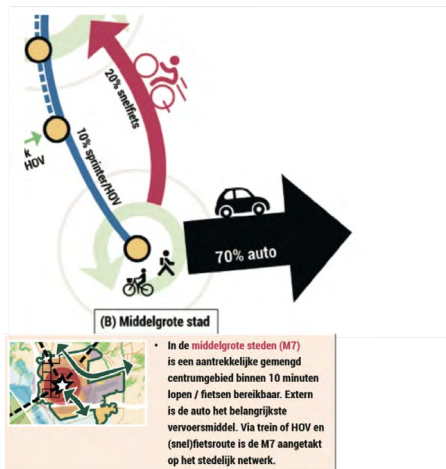 20% snelfiets
k
HOV
10% sprinter/HOV
70% auto
(B) Middelgrote stad
• In de middelgrote steden (M7)
is een aantrekkelijke gemengd
centrumgebied binnen 10 minuten
lopen / fietsen bereikbaar. Extern
is de auto het belangrijkste
vervoersmiddel. Via trein of HOV en
(snel)fietsroute is de M7 aangetakt
op het stedelijk netwerk.